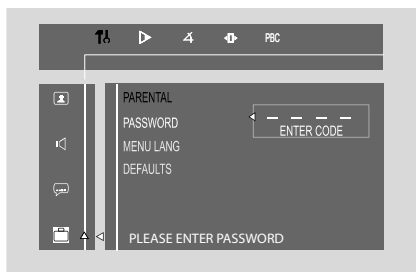 PBC
PARENTAL
PASSWORD
_ _ _ _
ENTER CODE
MENU LANG
DEFAULTS
PLEASE ENTER PASSWORD